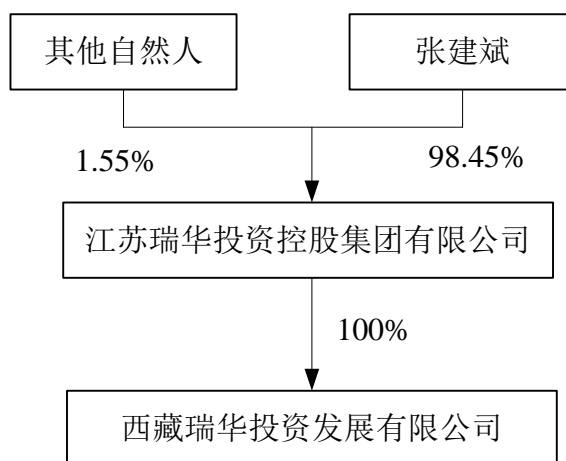 其他自然人
张建斌
1.55%
98.45%
江苏瑞华投资控股集团有限公司
100%
西藏瑞华投资发展有限公司